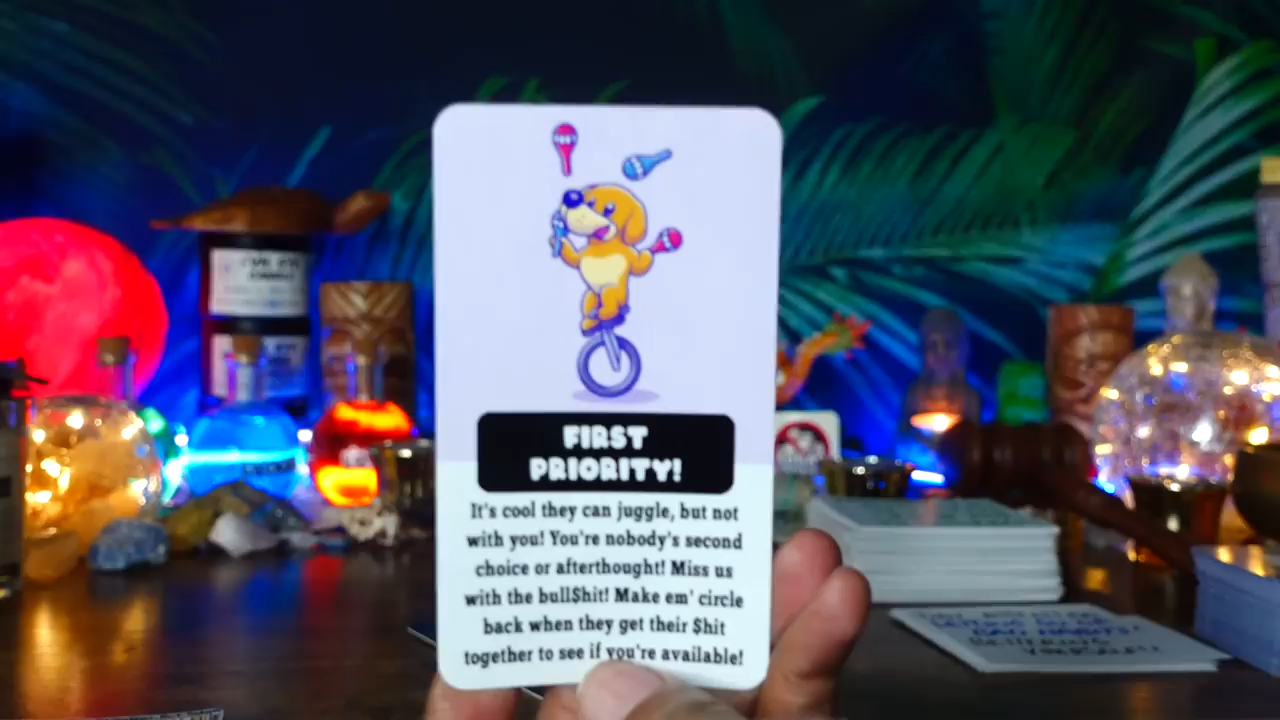 FIRST
PRIORITY!
It's cool they can juggle, but not
with you! You're nobody's second
choice or afterthought! Miss us
with the bull$hit! Make em' circle
back when they get their $hit
together to see if you're available!
BAD HABITS!